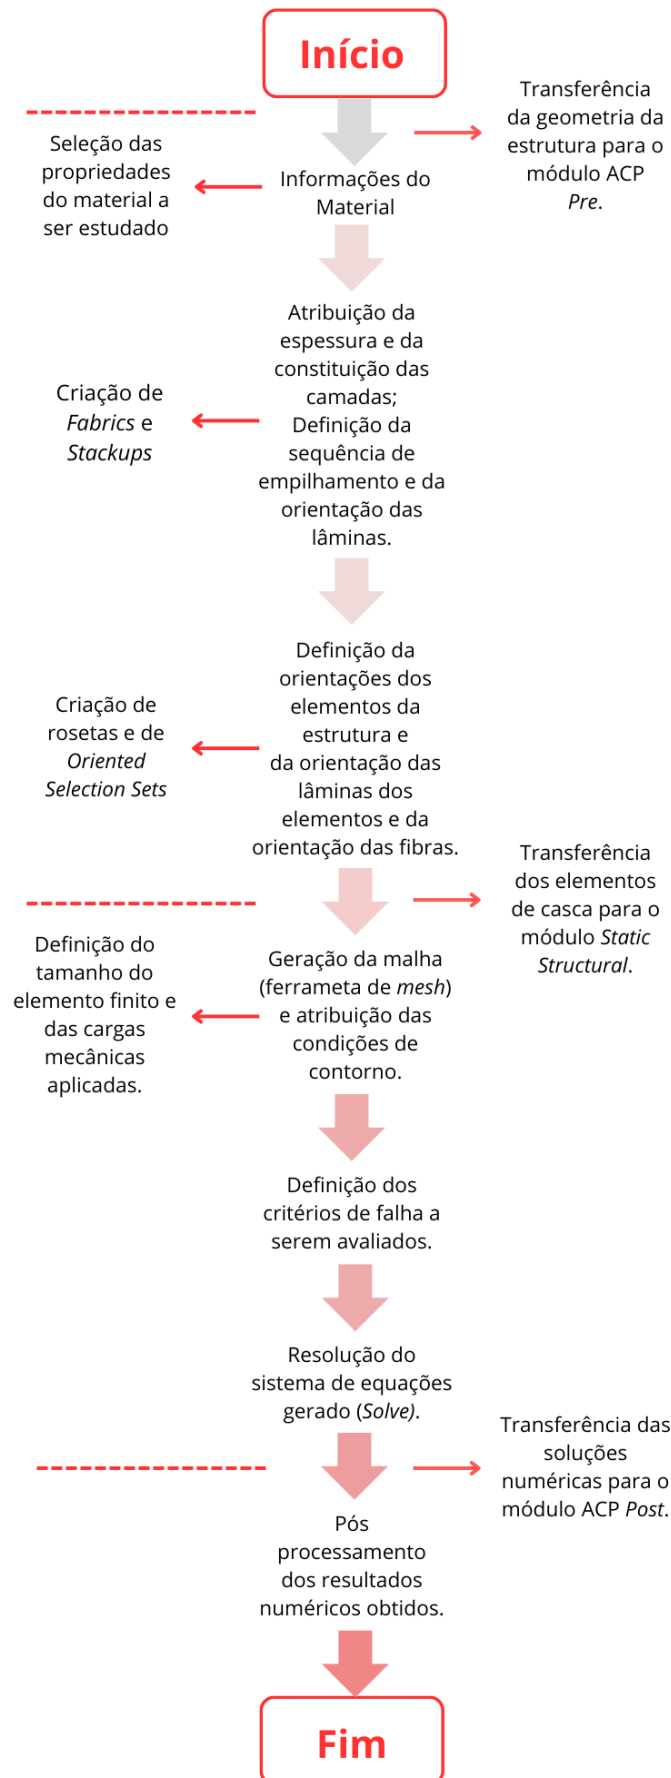 Início
Transferência
da geometria da
estrutura para o
módulo ACP
Pre.
Seleção das
propriedades
do material a
ser estudado
Informações do
Material
Atribuição da
espessura e da
constituição das
camadas;
Definição da
sequência de
empilhamento e da
orientação das
lâminas.
Criação de
Fabrics e
Stackups
Definição da
orientações dos
elementos da
estrutura e
da orientação das
lâminas dos
elementos e da
orientação das fibras.
Criação de
rosetas e de
Oriented
Selection Sets
Transferência
dos elementos
de casca para o
módulo Static
Structural.
Definição do
tamanho do
elemento finito e
das cargas
mecânicas
aplicadas.
Geração da malha
(ferrameta de mesh)
e atribuição das
condições de
contorno.
Definição dos
critérios de falha a
serem avaliados.
Resolução do
sistema de equações
gerado (Solve).
Transferência das
soluções
numéricas para o
módulo ACP Post.
Pós
processamento
dos resultados
numéricos obtidos.
Fim